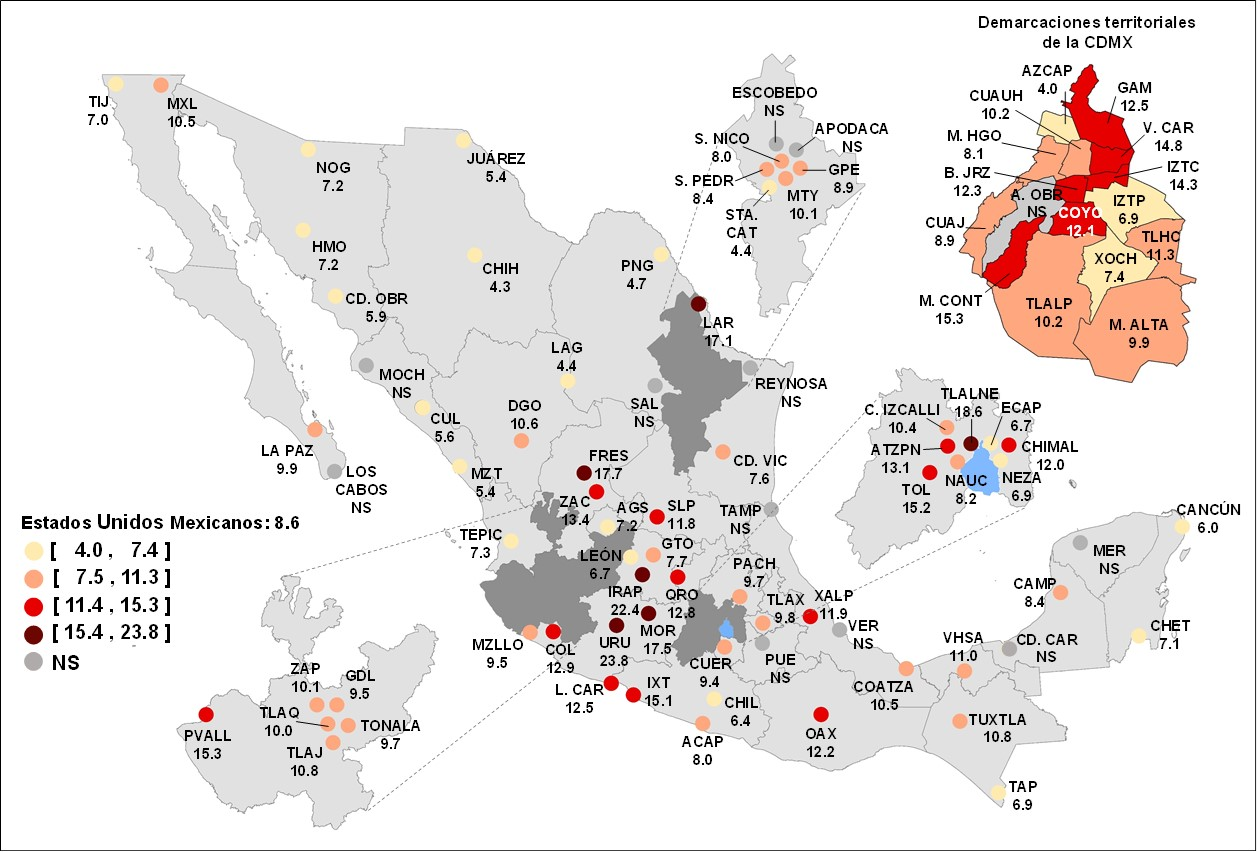 Demarcaciones territoriales
de la CDMX
AZCAP
4.0
GAM
12.5
CUAUH
10.2
V. CAR
14.8
M. HGO
8.1
IZTC
14.3
B. JRZ
12.3
A. OBR
NS
COYO
12.1
IZTP
6.9
CUAJ
8.9
TLHC
11.3
XOCH
7.4
M. CONT
15.3
TLALP
10.2
M. ALTA
9.9
ESCOBEDO
NS
APODACA
NS
S. NICO
8.0
S. PEDR
8.4
GPE
8.9
MTY
10.1
STA.
CAT
4.4
TIJ
7.0
MXL
10.5
NOG
7.2
JUÁREZ
5.4
HMO
7.2
CHIH
4.3
PNG
4.7
CD. OBR
5.9
LAR
17.1
LAG
4.4
MOCH
NS
SAL
NS
REYNOSA
NS
CUL
5.6
DGO
10.6
LA PAZ
9.9
LOS
CABOS
NS
MZT
5.4
FRES
17.7
CD. VIC
7.6
ZAC
13.4
AGS
7.2
SLP
11.8
TAMP
NS
TEPIC
7.3
LEÓN
6.7
GTO
7.7
PACH
9.7
IRAP
22.4
QRO
12.8
TLAX
9.8
XALP
11.9
VER
NS
MZLLO
9.5
COL
12.9
URU
23.8
MOR
17.5
CUER
9.4
PUE
NS
L. CAR
12.5
IXT
15.1
CHIL
6.4
ACAP
8.0
OAX
12.2
COATZA
10.5
VHSA
11.0
CD. CAR
NS
CAMP
8.4
MER
NS
CANCÚN
6.0
CHET
7.1
TUXTLA
10.8
TAP
6.9
C. IZCALLI
10.4
TLALNE
18.6
ECAP
6.7
ATZPN
13.1
CHIMAL
12.0
TOL
15.2
NAUC
8.2
NEZA
6.9
Estados Unidos Mexicanos: 8.6
[ 4.0 , 7.4 ]
[ 7.5 , 11.3 ]
[ 11.4 , 15.3 ]
[ 15.4 , 23.8 ]
NS
ZAP
10.1
GDL
9.5
TLAQ
10.0
TONALA
9.7
TLAJ
10.8
PVALL
15.3